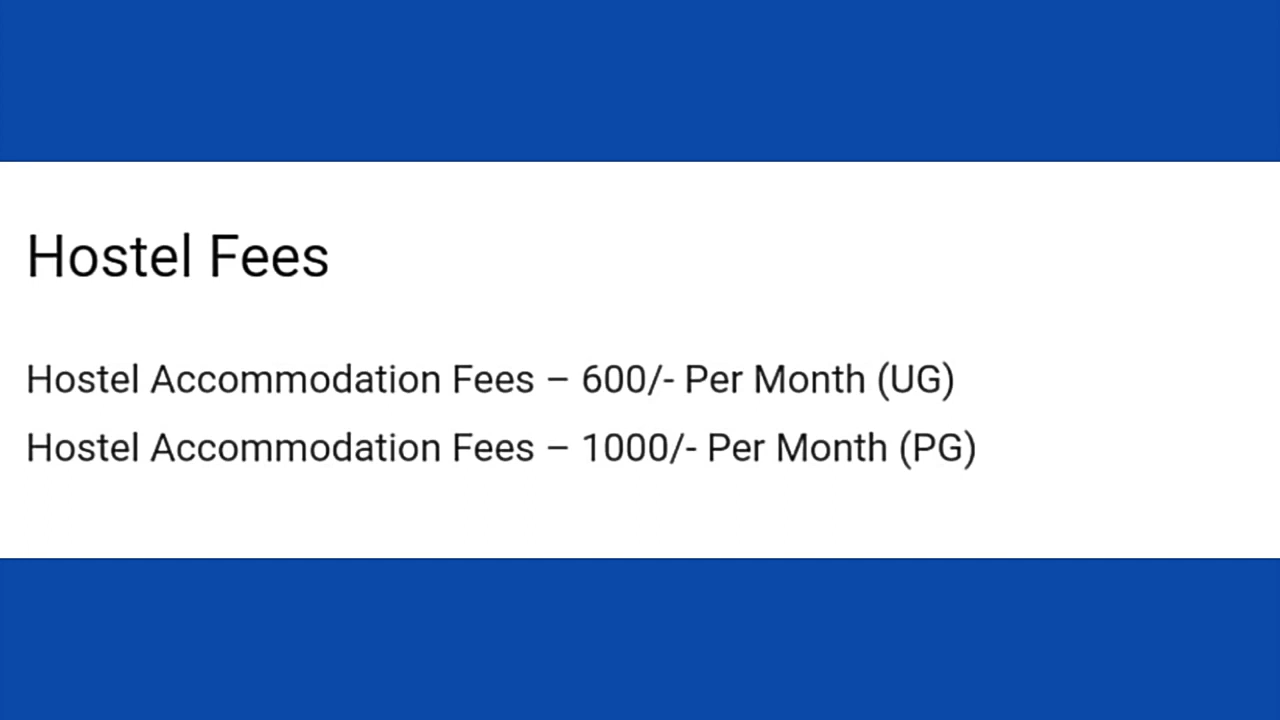 Hostel Fees
Hostel Accommodation Fees – 600/- Per Month (UG)
Hostel Accommodation Fees – 1000/- Per Month (PG)